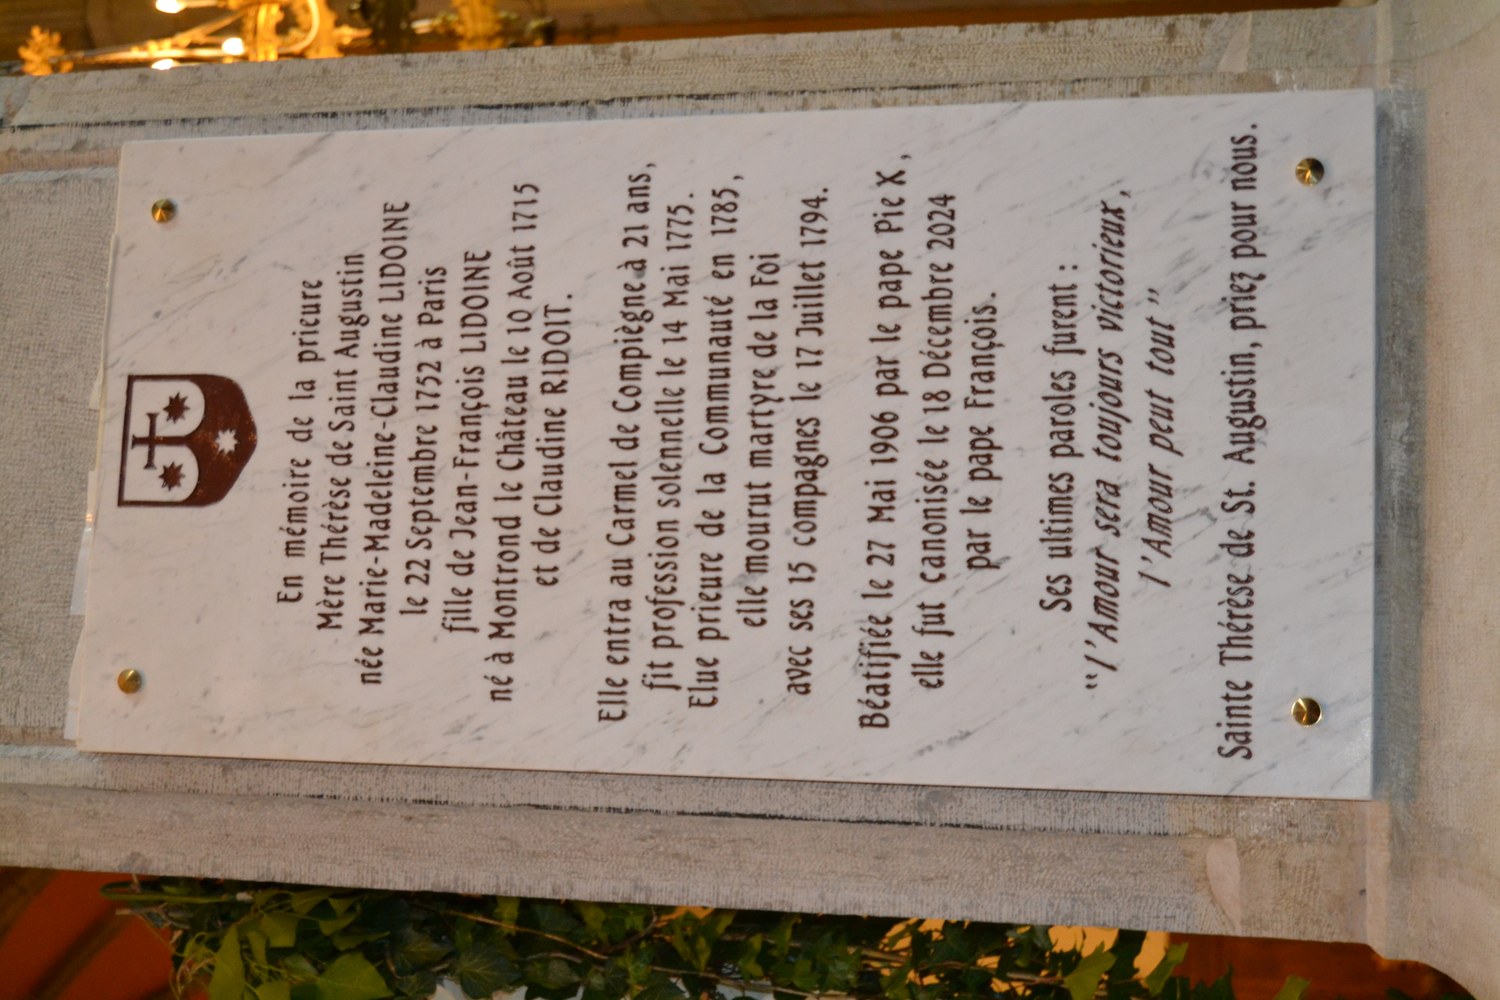 En mémoire de la prieure
Mère Thérèse de Saint Augustin
née Marie-Madeleine-Claudine LIDOINE
le 22 Septembre 1752 à Paris
fille de Jean-François LIDOINE
né à Montrond le Château le 10 Août 1715
et de Claudine RIDOIT.
Elle entra au Carmel de Compiègne à 21 ans,
fit profession solennelle le 14 Mai 1775.
Elue prieure de la Communauté en 1785,
elle mourut martyre de la Foi
avec ses 15 compagnes le 17 Juillet 1794.
Béatifiée le 27 Mai 1906 par le pape Pie X,
elle fut canonisée le 18 Décembre 2024
par le pape François.
Ses ultimes paroles furent :
“l'Amour sera toujours victorieux,
l'Amour peut tout”
Sainte Thérèse de St. Augustin, priez pour nous.